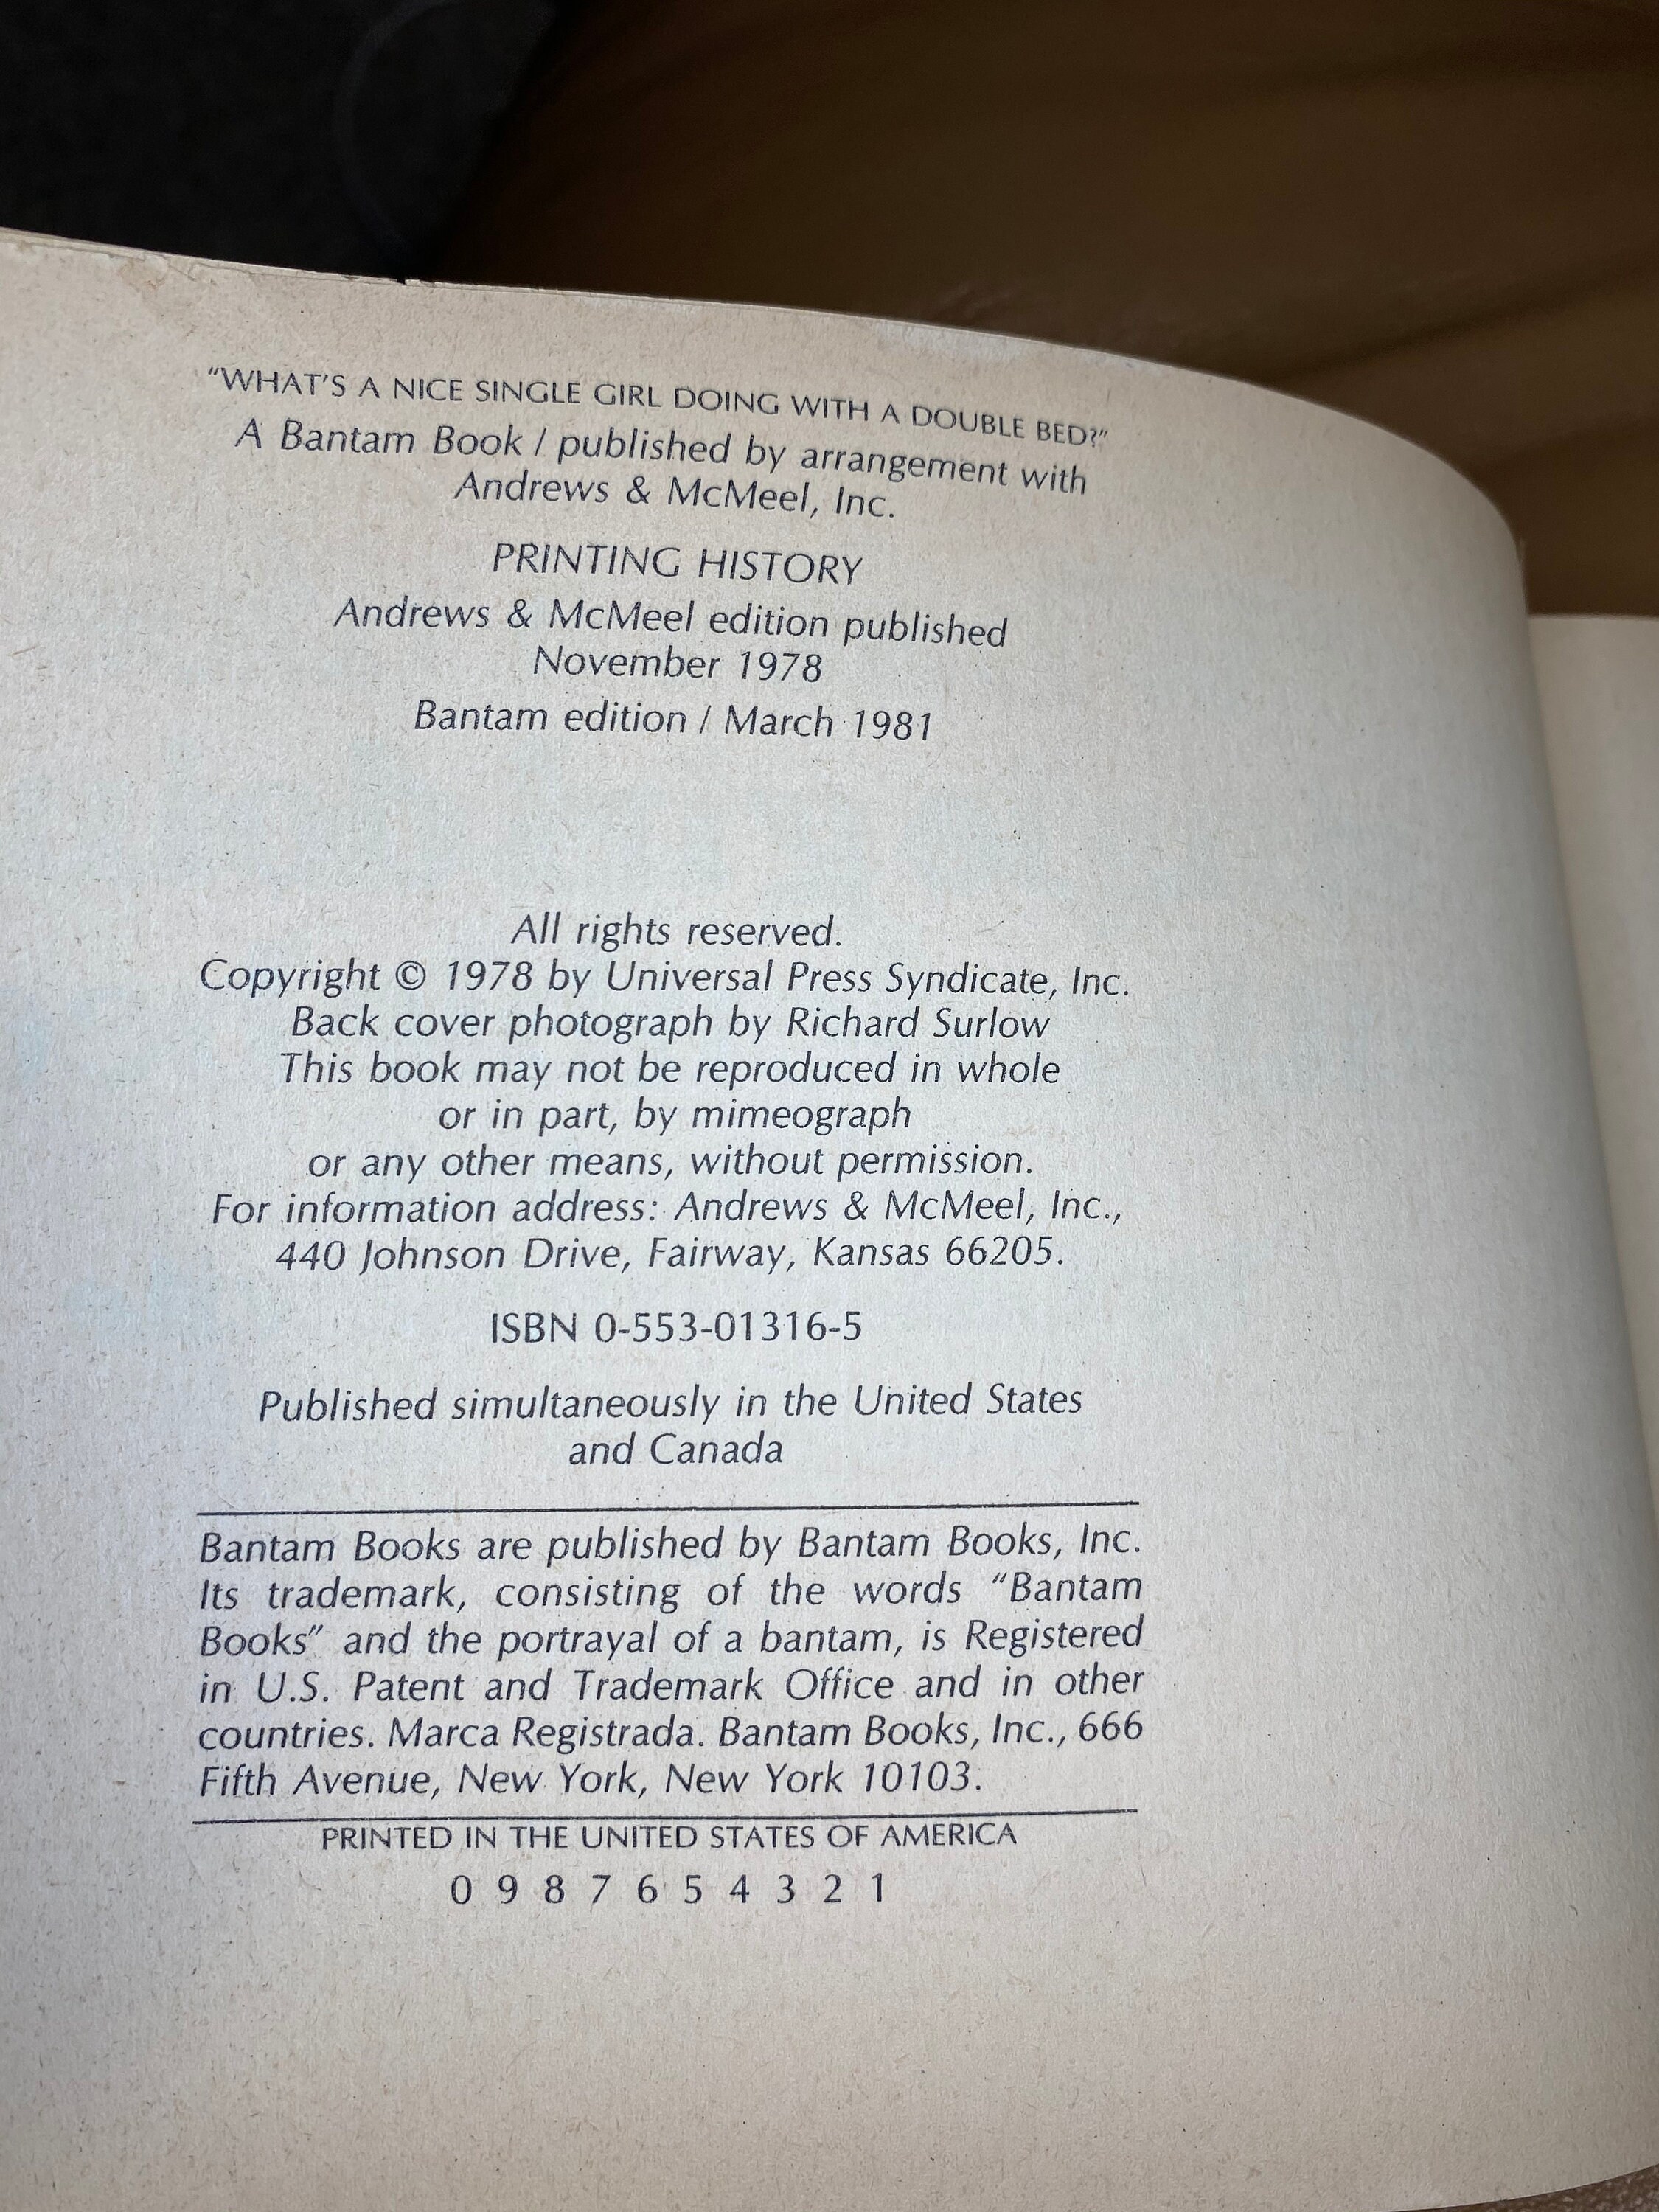 "WHAT'S A NICE SINGLE GIRL DOING WITH A DOUBLE BED?"
A Bantam Book / published by arrangement with
Andrews & McMeel, Inc.
PRINTING HISTORY
Andrews & McMeel edition published
November 1978
Bantam edition / March 1981
All rights reserved.
Copyright © 1978 by Universal Press Syndicate, Inc.
Back cover photograph by Richard Surlow
This book may not be reproduced in whole
or in part, by mimeograph
or any other means, without permission.
For information address: Andrews & McMeel, Inc.,
440 Johnson Drive, Fairway, Kansas 66205.
ISBN 0-553-01316-5
Published simultaneously in the United States
and Canada
Bantam Books are published by Bantam Books, Inc.
Its trademark, consisting of the words "Bantam
Books" and the portrayal of a bantam, is Registered
in U.S. Patent and Trademark Office and in other
countries. Marca Registrada. Bantam Books, Inc., 666
Fifth Avenue, New York, New York 10103.
PRINTED IN THE UNITED STATES OF AMERICA
0 9 8 7 6 5 4 3 2 1